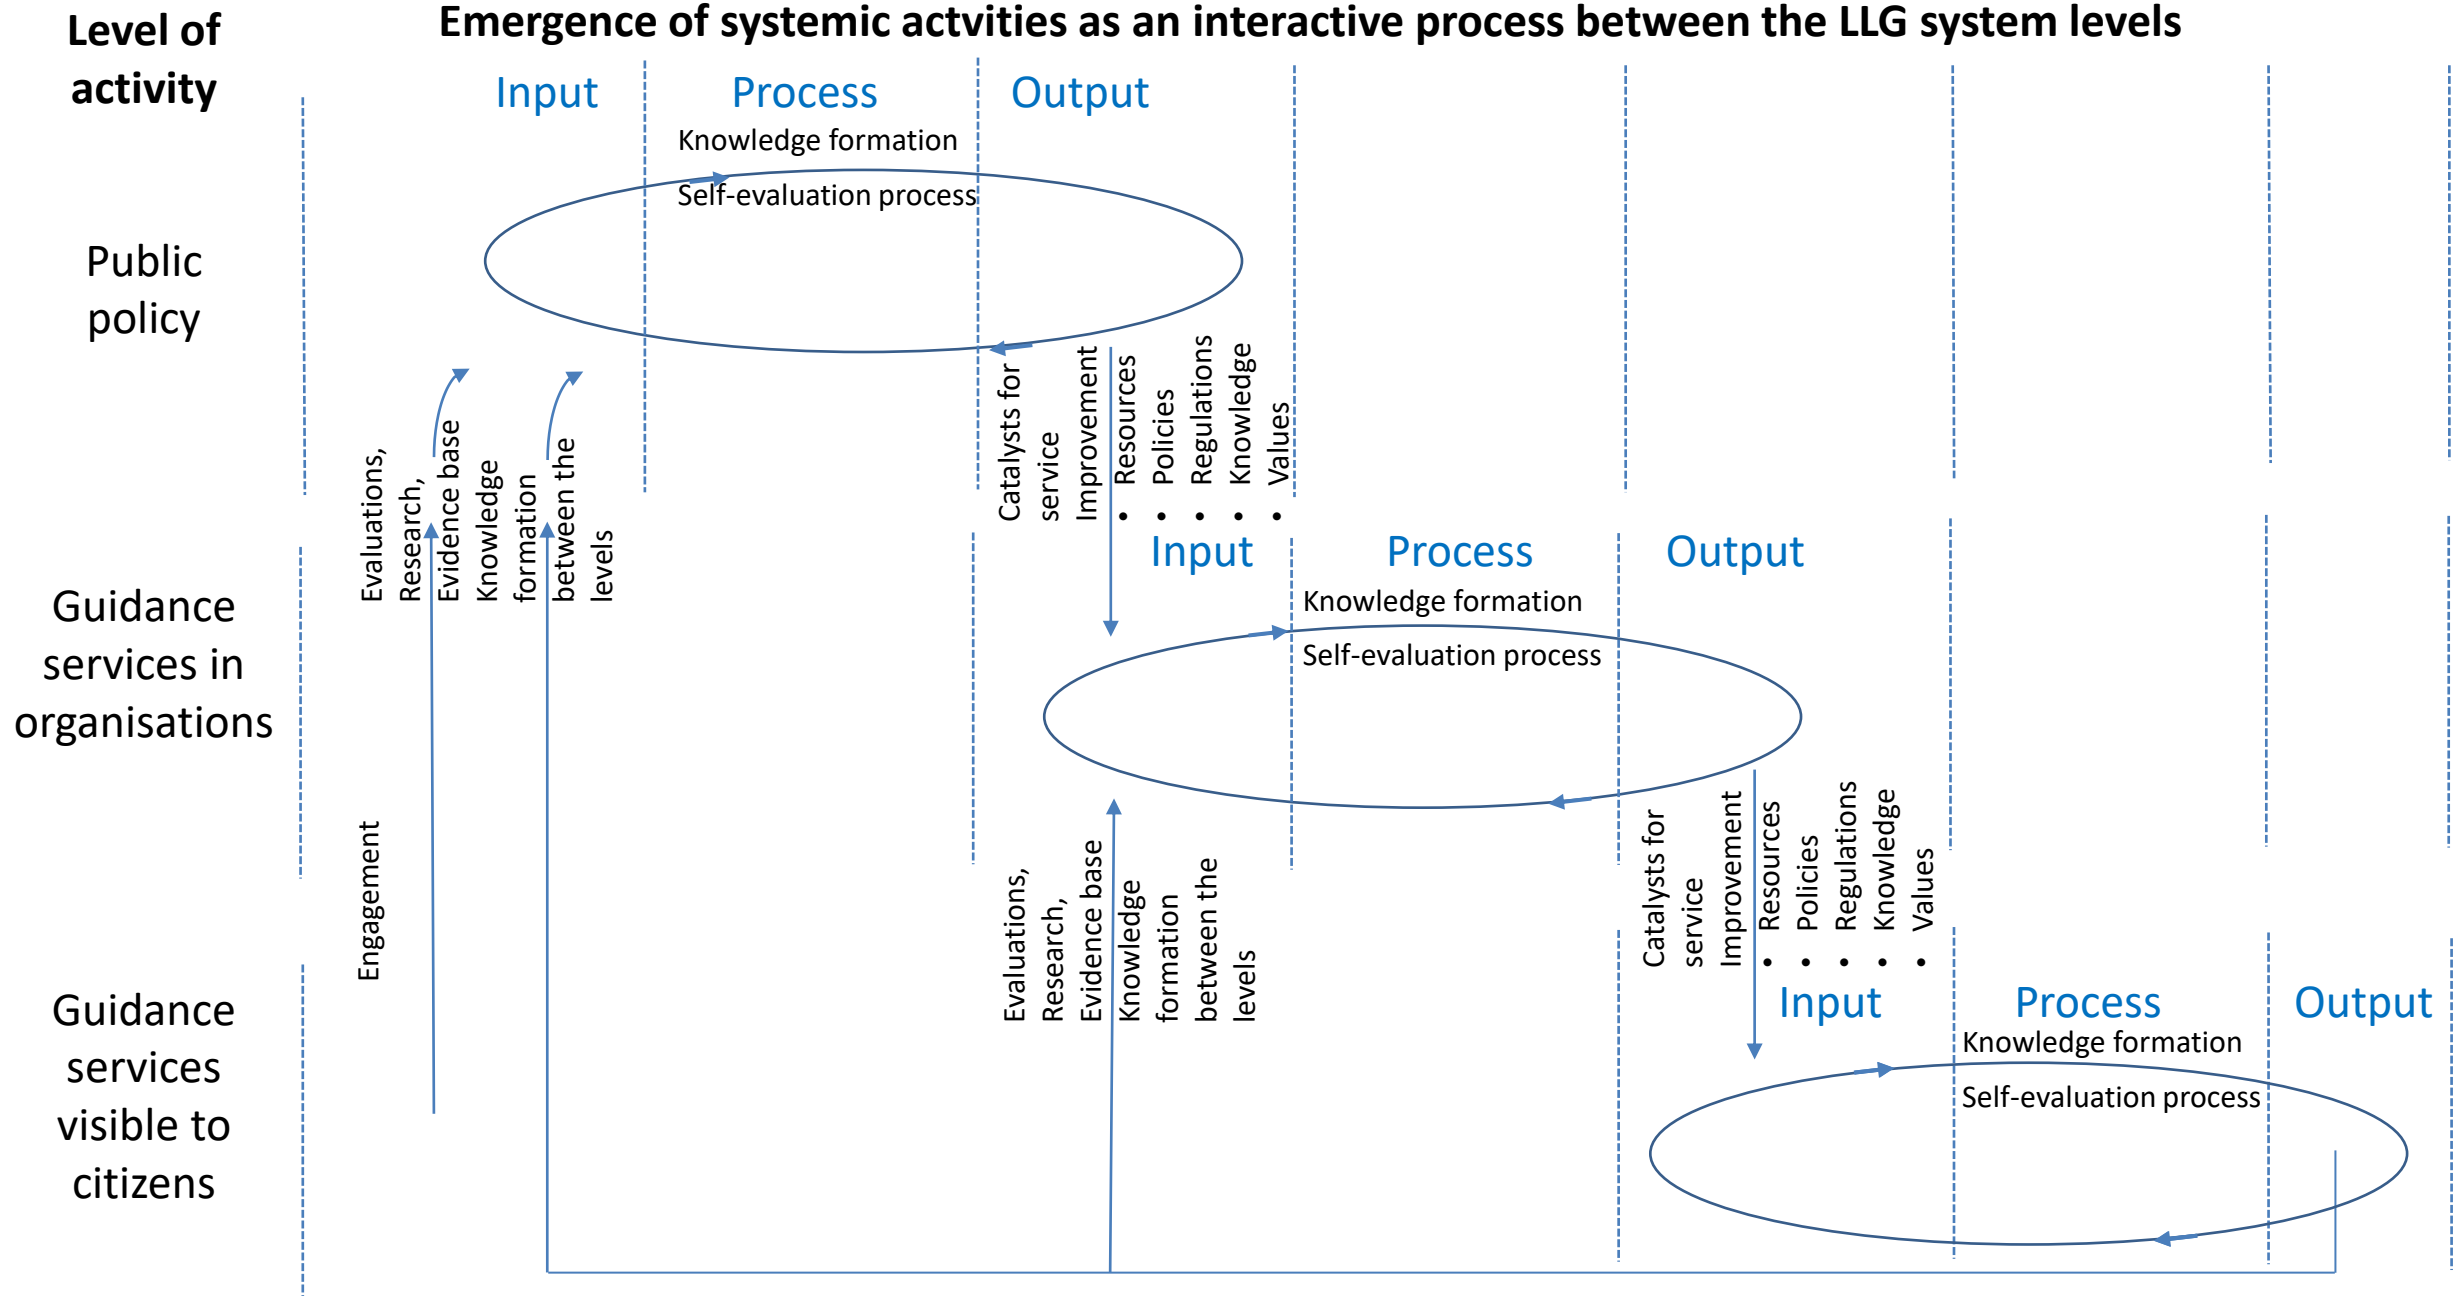 Level of
activity
Emergence of systemic actvities as an interactive process between the LLG system levels
Input
Process
Output
Knowledge formation
Self-evaluation process
Public
policy
Evaluations,
Research,
Evidence base
Knowledge
formation
between the
levels
Catalysts for
service
Improvement
• Resources
• Policies
• Regulations
• Knowledge
• Values
Input
Process
Output
Knowledge formation
Self-evaluation process
Guidance
services in
organisations
Engagement
Evaluations,
Research,
Evidence base
Knowledge
formation
between the
levels
Catalysts for
service
Improvement
• Resources
• Policies
• Regulations
• Knowledge
• Values
Input
Process
Output
Knowledge formation
Self-evaluation process
Guidance
services
visible to
citizens